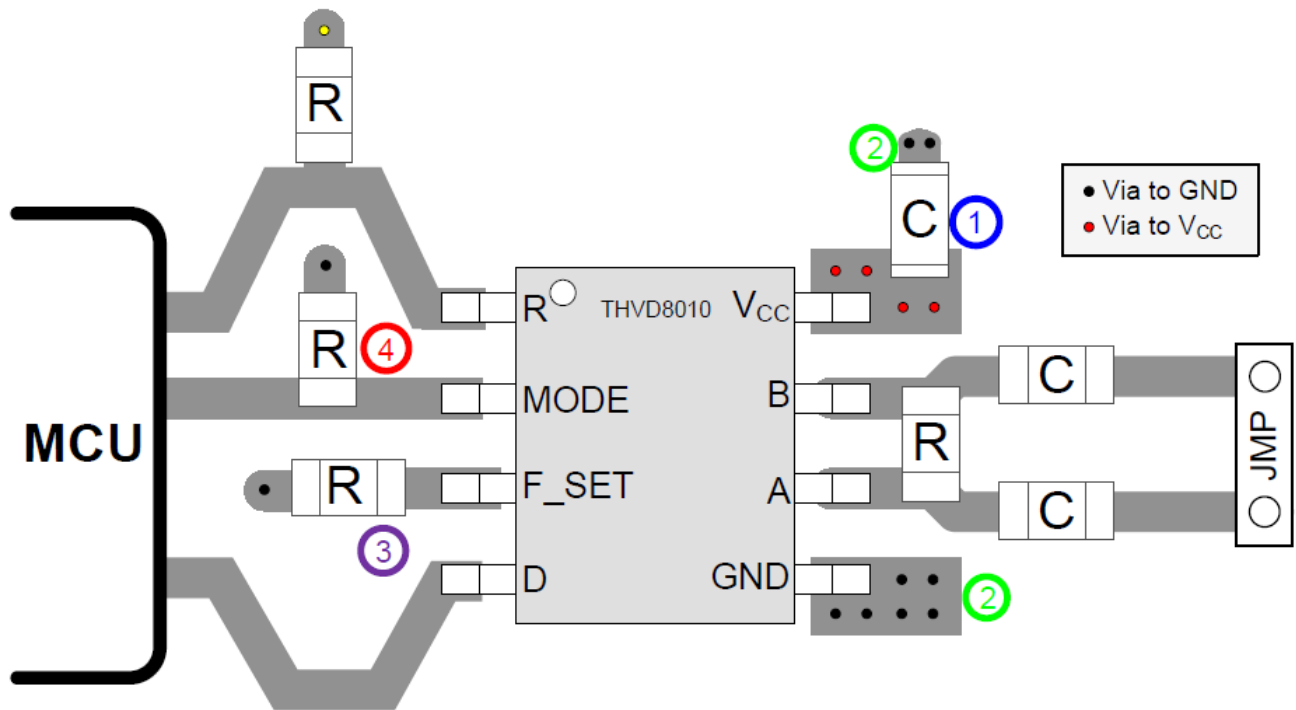 R
2
C
1
Via to GND
Via to VCC
R
THVD8010
VCC
R
4
MODE
B
C
MCU
R
JMP
R
F_SET
A
C
3
D
GND
2